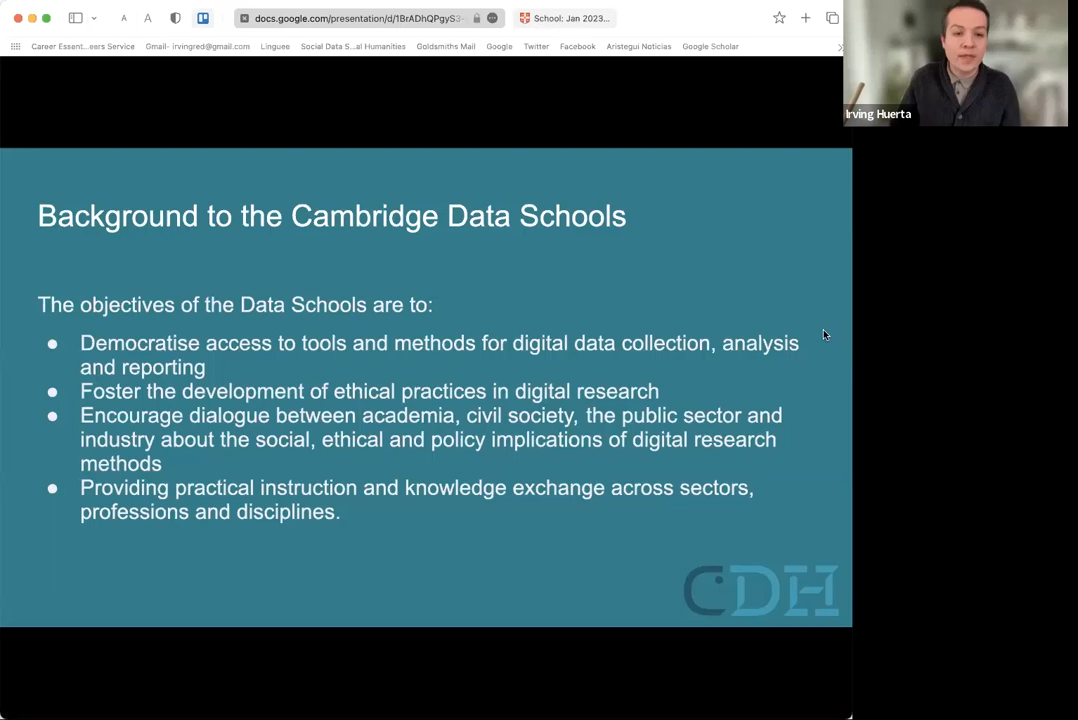 A A docs.google.com/presentation/d/1BrADhQPgyS3 School: Jan 2023...
Career Essent...eers Service Gmail- irvingred@gmail.com Linguee Social Data S...al Humanities Goldsmiths Mail Google Twitter Facebook Aristegui Noticias Google Scholar
Irving Huerta
Background to the Cambridge Data Schools
The objectives of the Data Schools are to:
● Democratise access to tools and methods for digital data collection, analysis
and reporting
● Foster the development of ethical practices in digital research
● Encourage dialogue between academia, civil society, the public sector and
industry about the social, ethical and policy implications of digital research
methods
● Providing practical instruction and knowledge exchange across sectors,
professions and disciplines.
CDH